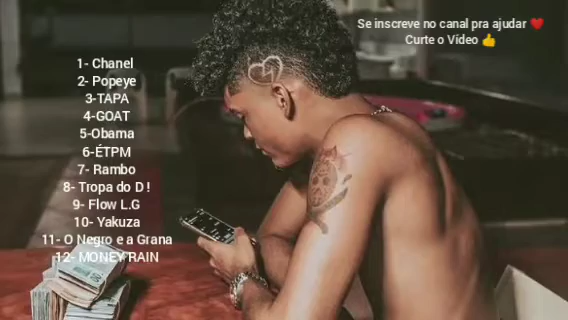 Se inscreve no canal pra ajudar ❤️
Curte o Vídeo 👍
1- Chanel
2- Popeye
3-TAPA
4-GOAT
5-Obama
6-ÉTPM
7- Rambo
8- Tropa do D !
9- Flow L.G
10- Yakuza
11- O Negro e a Grana
12- MONEY RAIN